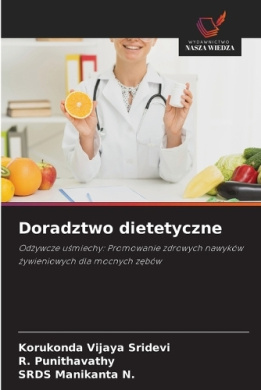 WYDAWNICTWO
NASZA WIEDZA
Doradztwo dietetyczne
Odżywcze uśmiechy: Promowanie zdrowych nawyków
żywieniowych dla mocnych zębów
Korukonda Vijaya Sridevi
R. Punithavathy
SRDS Manikanta N.